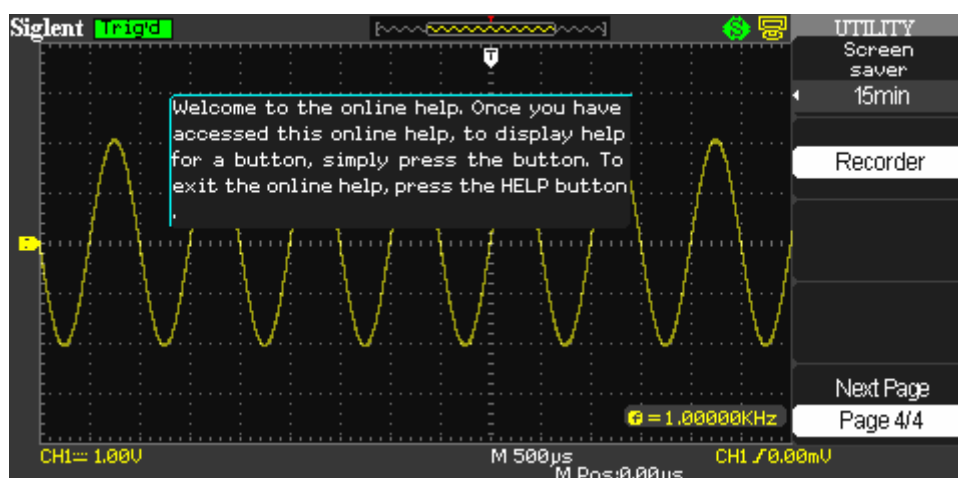 Siglent Trig'd UTILITY
T
Screen
saver
15min
Welcome to the online help. Once you have
accessed this online help, to display help
for a button, simply press the button. To
exit the online help, press the HELP button
.
Recorder
Next Page
f = 1.00000KHz
Page 4/4
CH1 1.00V M 500µs CH1 0.00mV
M Pos:0.00µs